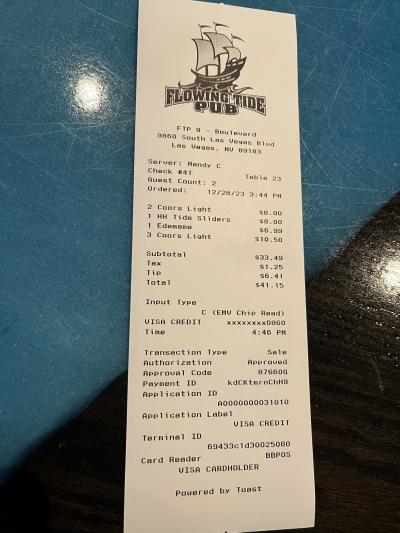 FLOWING TIDE
PUB
FTP 9 - Boulevard
9860 South Las Vegas Blvd
Las Vegas, NV 89183
Server: Mandy C
Check #41 Table 23
Guest Count: 2
Ordered: 12/28/23 3:44 PM
2 Coors Light $8.00
1 HH Tide Sliders $8.00
1 Edamame $6.99
3 Coors Light $10.50
Subtotal $33.49
Tax $1.25
Tip $6.41
Total $41.15
Input Type
C (EMV Chip Read)
VISA CREDIT xxxxxxxx0860
Time 4:46 PM
Transaction Type Sale
Authorization Approved
Approval Code 87660G
Payment ID kdCKtmrnChH9
Application ID
A0000000031010
Application Label
VISA CREDIT
Terminal ID
69433c1d30025080
Card Reader BBPOS
VISA CARDHOLDER
Powered by Toast